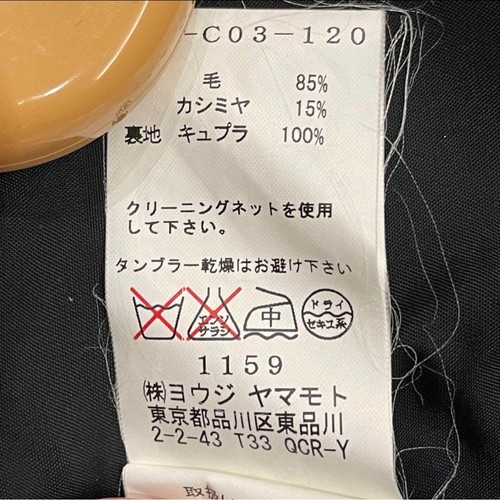 -C03-120
毛 85%
カシミヤ 15%
裏地 キュプラ 100%
クリーニングネットを使用
して下さい。
タンブラー乾燥はお避け下さい
エンソ
サラシ
中
ドライ
セキユ系
1159
(株)ヨウジ ヤマモト
東京都品川区東品川
2-2-43 T33 QCR-Y
取扱い